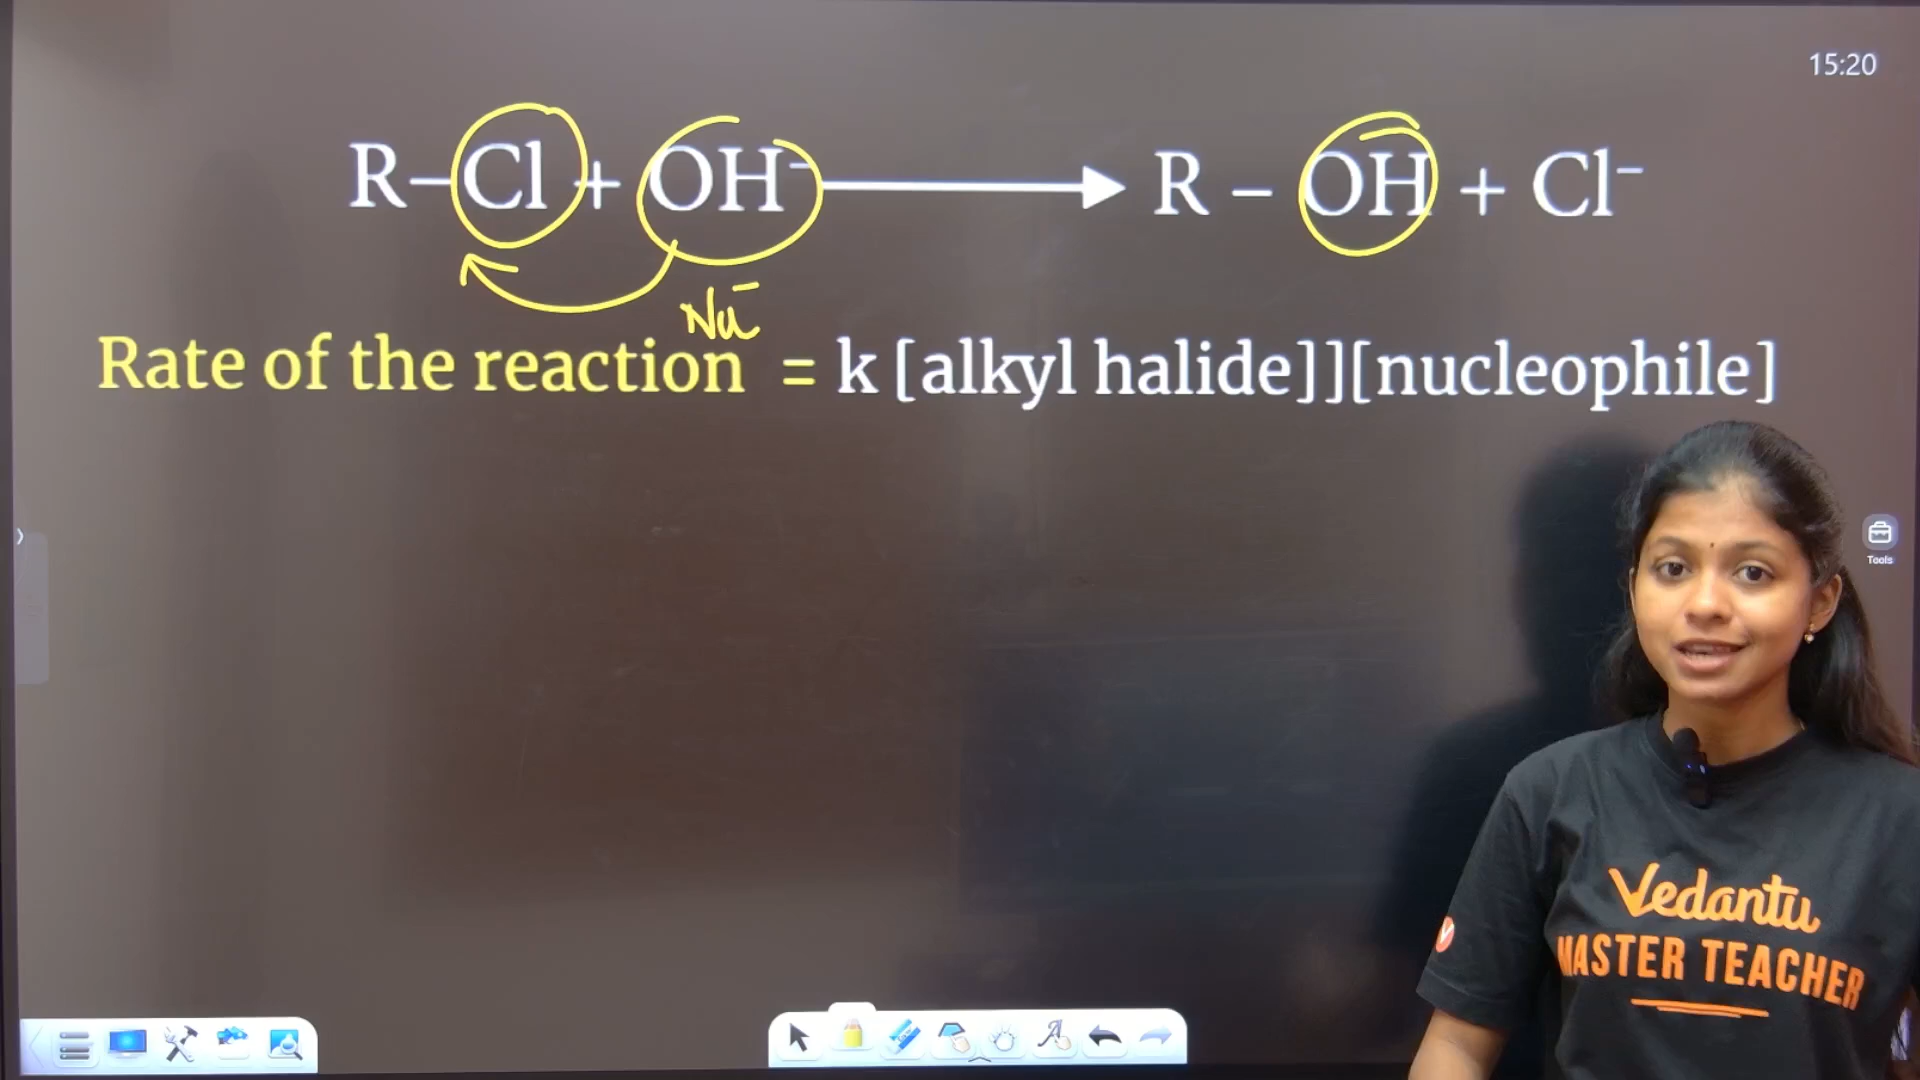 15:20
R–Cl + OH⁻ → R – OH + Cl⁻
Nu⁻
Rate of the reaction = k [alkyl halide]][nucleophile]
Tools
Vedantu
MASTER TEACHER